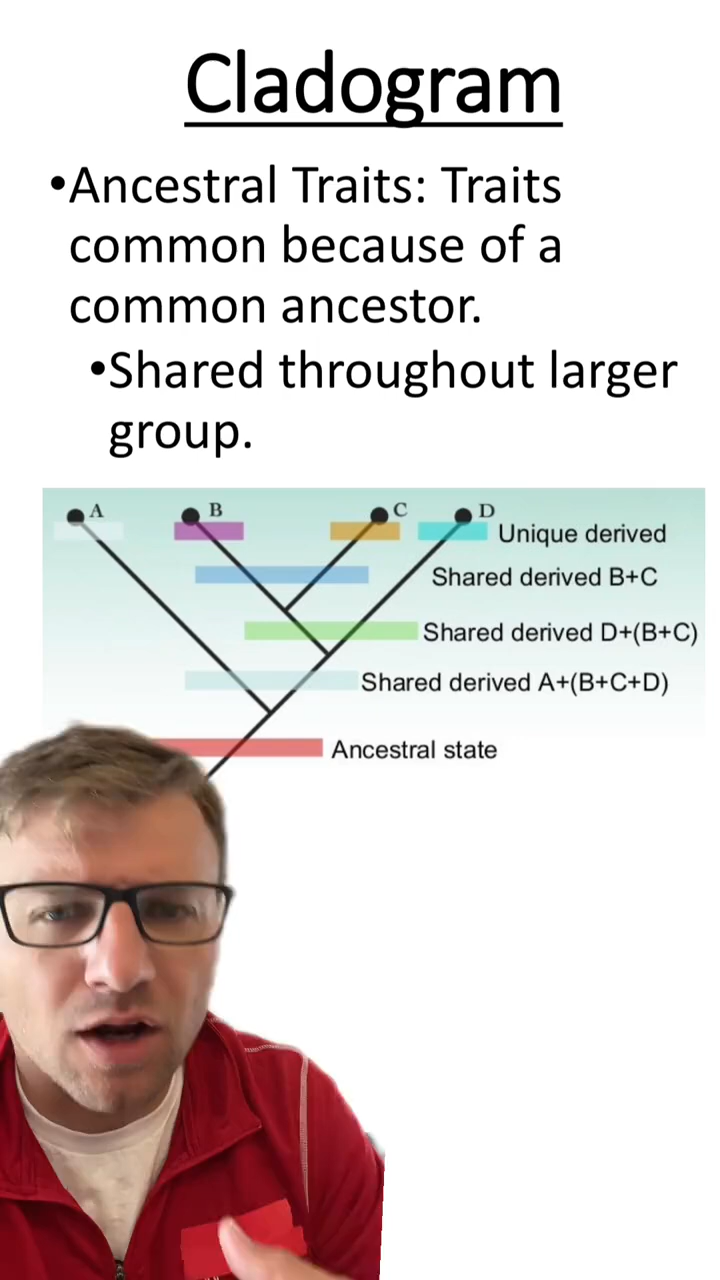 Cladogram
•Ancestral Traits: Traits
common because of a
common ancestor.
•Shared throughout larger
group.
A B C D
Unique derived
Shared derived B+C
Shared derived D+(B+C)
Shared derived A+(B+C+D)
Ancestral state